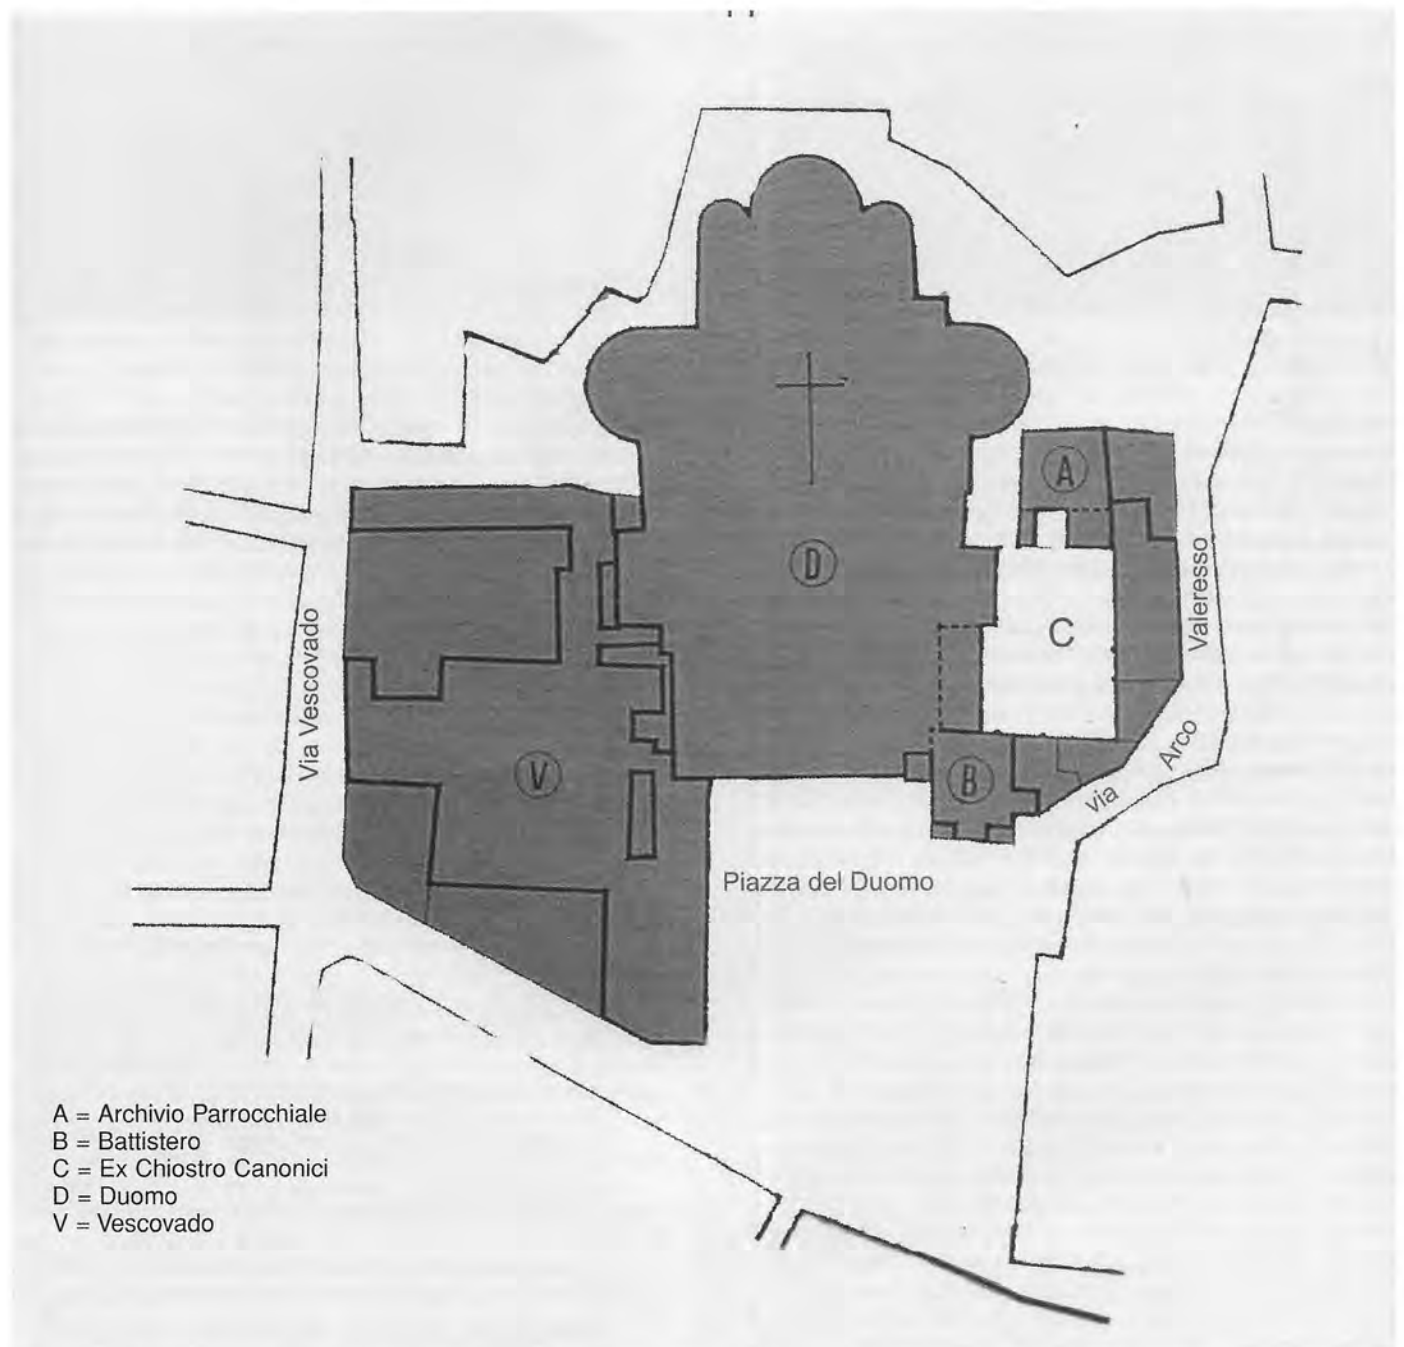 A
D
Valeresso
C
Via Vescovado
V
B
Arco
via
Piazza del Duomo
A = Archivio Parrocchiale
B = Battistero
C = Ex Chiostro Canonici
D = Duomo
V = Vescovado